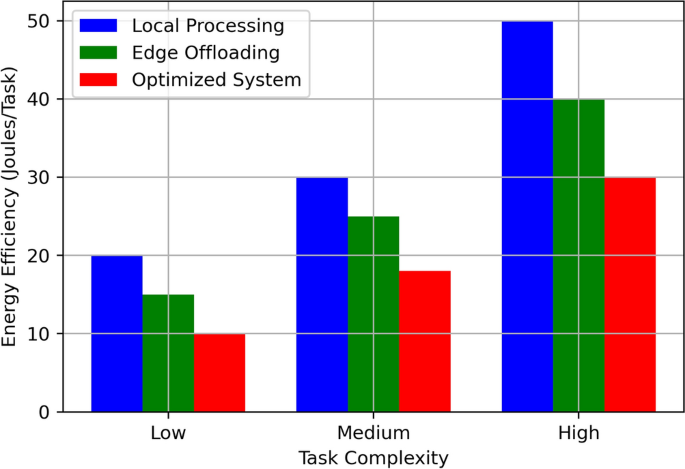 Local Processing
Edge Offloading
Optimized System
Energy Efficiency (Joules/Task)
50
40
30
20
10
0
Low Medium High
Task Complexity